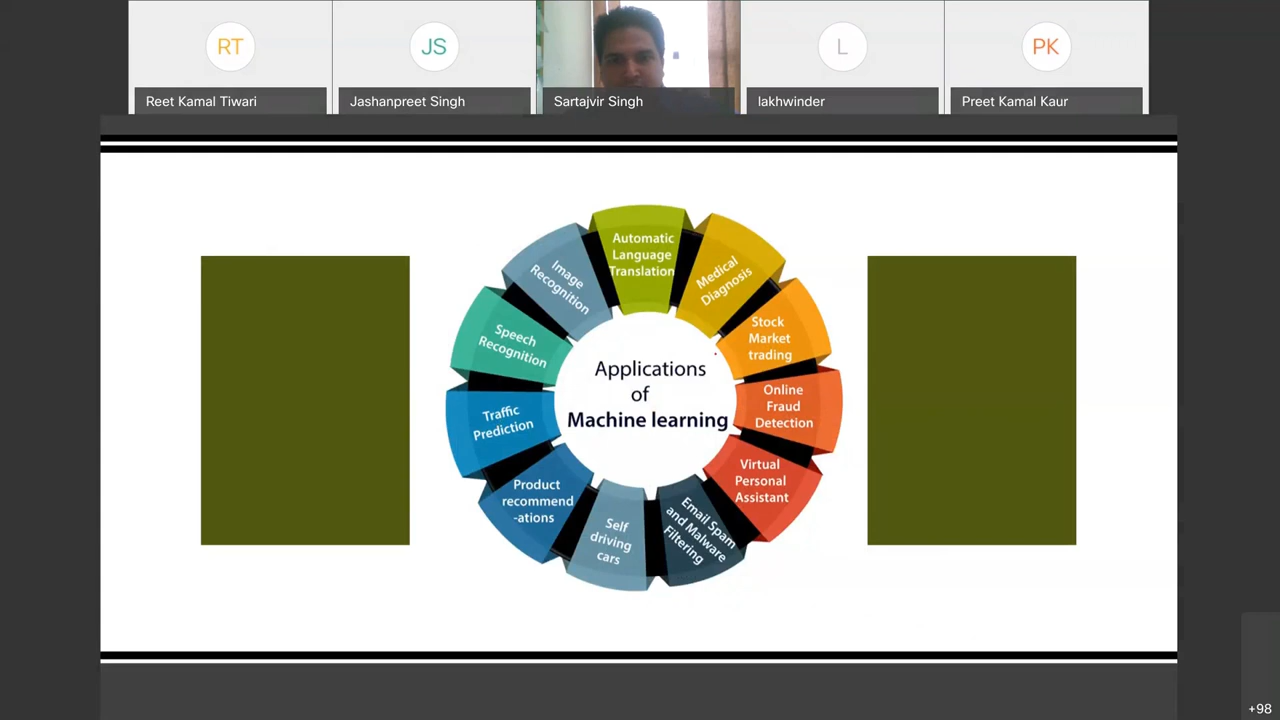 RT
JS
L
PK
Reet Kamal Tiwari
Jashanpreet Singh
Sartajvir Singh
lakhwinder
Preet Kamal Kaur
Automatic
Language
Translation
Medical
Diagnosis
Stock
Market
trading
Online
Fraud
Detection
Virtual
Personal
Assistant
Email Spam
and Malware
Filtering
Self
driving
cars
Product
recommend
-ations
Traffic
Prediction
Speech
Recognition
Image
Recognition
Applications
of
Machine learning
+98